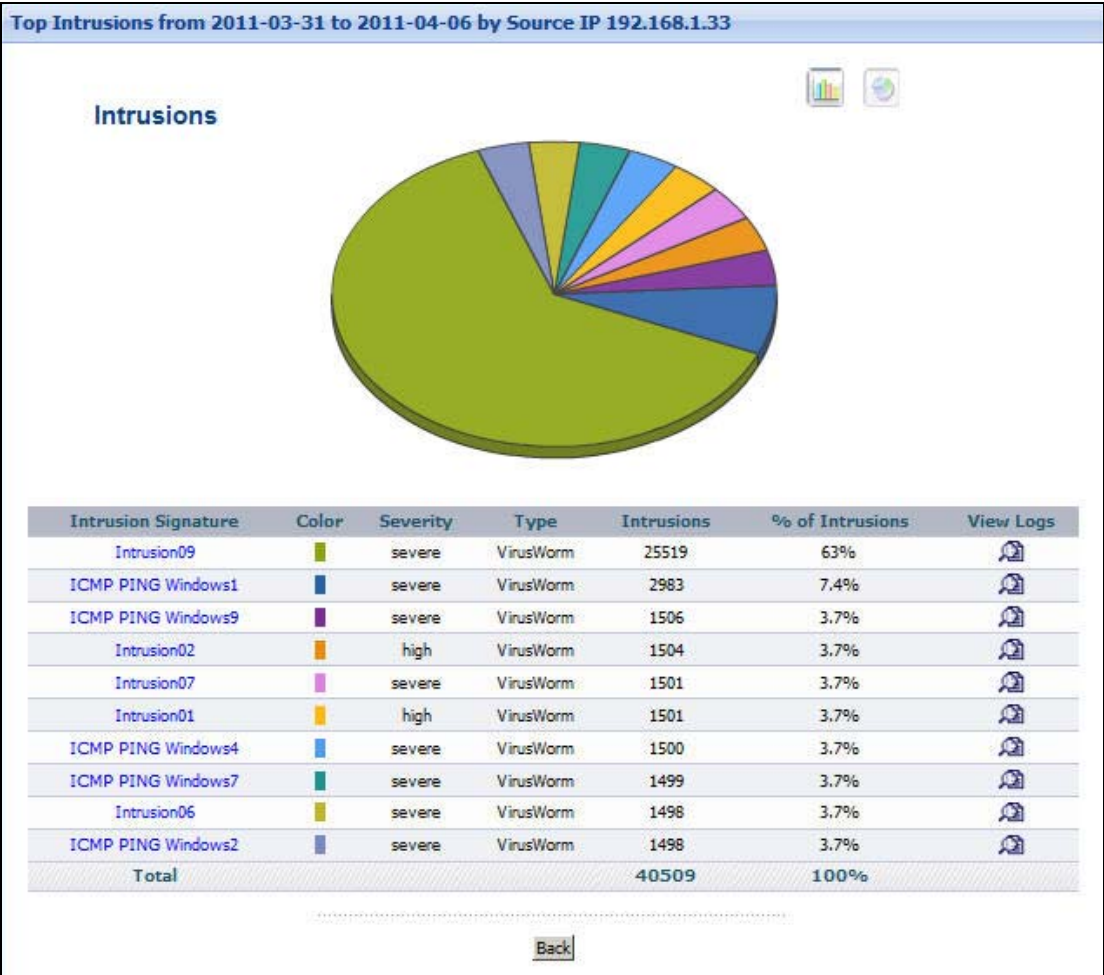 Top Intrusions from 2011-03-31 to 2011-04-06 by Source IP 192.168.1.33
Intrusions
Intrusion Signature Color Severity Type Intrusions % of Intrusions View Logs
Intrusion09 severe VirusWorm 25519 63%
ICMP PING Windows1 severe VirusWorm 2983 7.4%
ICMP PING Windows9 severe VirusWorm 1506 3.7%
Intrusion02 high VirusWorm 1504 3.7%
Intrusion07 severe VirusWorm 1501 3.7%
Intrusion01 high VirusWorm 1501 3.7%
ICMP PING Windows4 severe VirusWorm 1500 3.7%
ICMP PING Windows7 severe VirusWorm 1499 3.7%
Intrusion06 severe VirusWorm 1498 3.7%
ICMP PING Windows2 severe VirusWorm 1498 3.7%
Total 40509 100%
Back